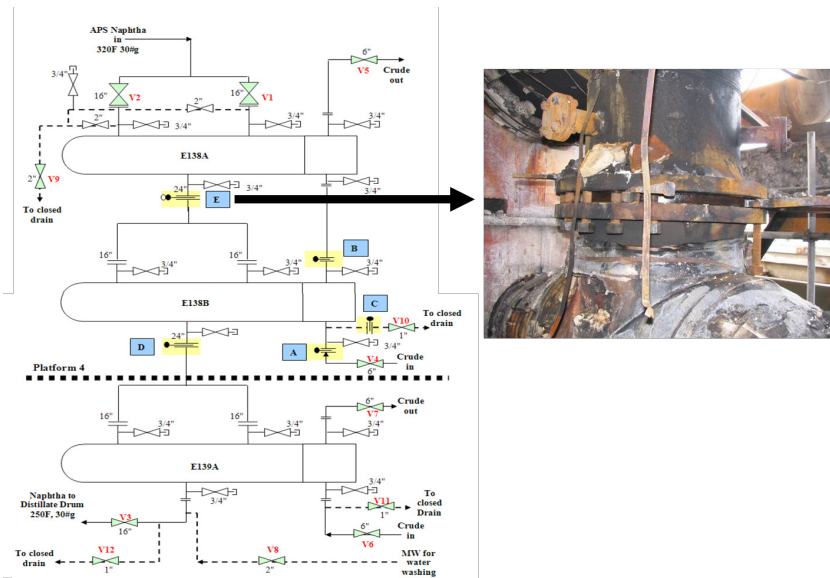 APS Naphtha
in
320F 30#g
6"
Crude
out
V5
3/4"
16"
V2
16"
V1
2"
2"
3/4"
3/4"
3/4"
E138A
2"
V9
To closed
drain
24"
3/4"
3/4"
E
B
16"
3/4"
16"
3/4"
3/4"
E138B
C
V10
To closed
drain
1"
24"
D
A
3/4"
V4
Crude
in
6"
Platform 4
6"
Crude
out
V7
16"
3/4"
16"
3/4"
3/4"
E139A
3/4"
3/4"
Naphtha to
Distillate Drum
250F, 30#g
V3
16"
V11
1"
To
closed
Drain
6"
Crude
in
V6
To closed
drain
V12
1"
V8
2"
MW for
water
washing